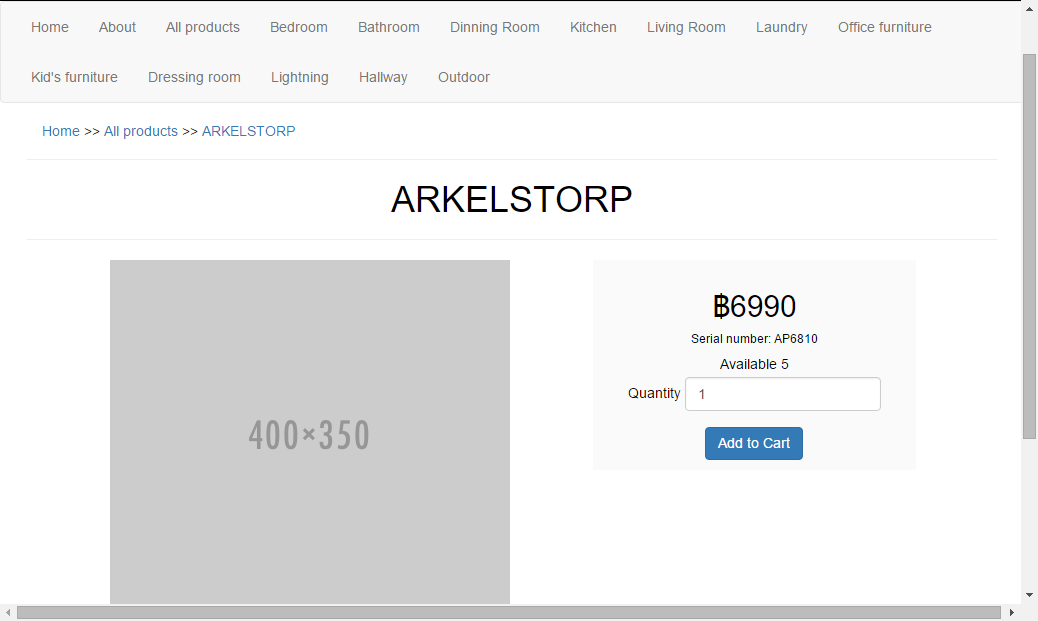 Home About All products Bedroom Bathroom Dinning Room Kitchen Living Room Laundry Office furniture
Kid's furniture Dressing room Lightning Hallway Outdoor
Home >> All products >> ARKELSTORP
ARKELSTORP
400×350
฿6990
Serial number: AP6810
Available 5
Quantity 1
Add to Cart